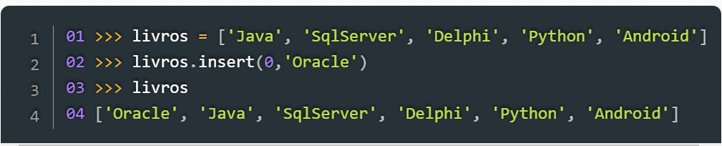 1 01 >>> livros = ['Java', 'SqlServer', 'Delphi', 'Python', 'Android']
2 02 >>> livros.insert(0,'Oracle')
3 03 >>> livros
4 04 ['Oracle', 'Java', 'SqlServer', 'Delphi', 'Python', 'Android']